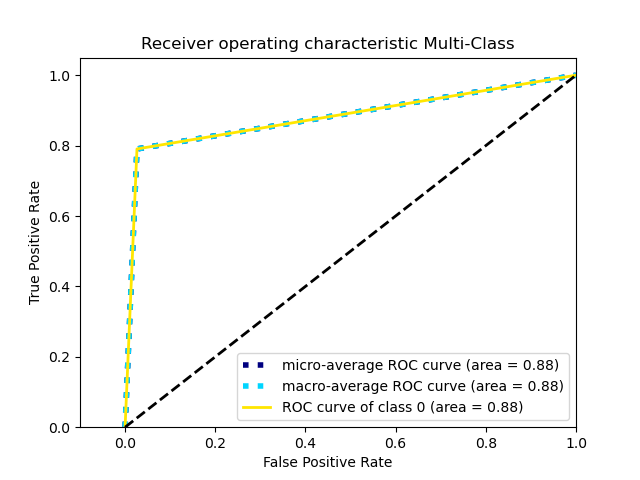 Receiver operating characteristic Multi-Class
1.0
0.8
0.6
0.4
0.2
0.0
True Positive Rate
micro-average ROC curve (area = 0.88)
macro-average ROC curve (area = 0.88)
ROC curve of class 0 (area = 0.88)
0.0 0.2 0.4 0.6 0.8 1.0
False Positive Rate